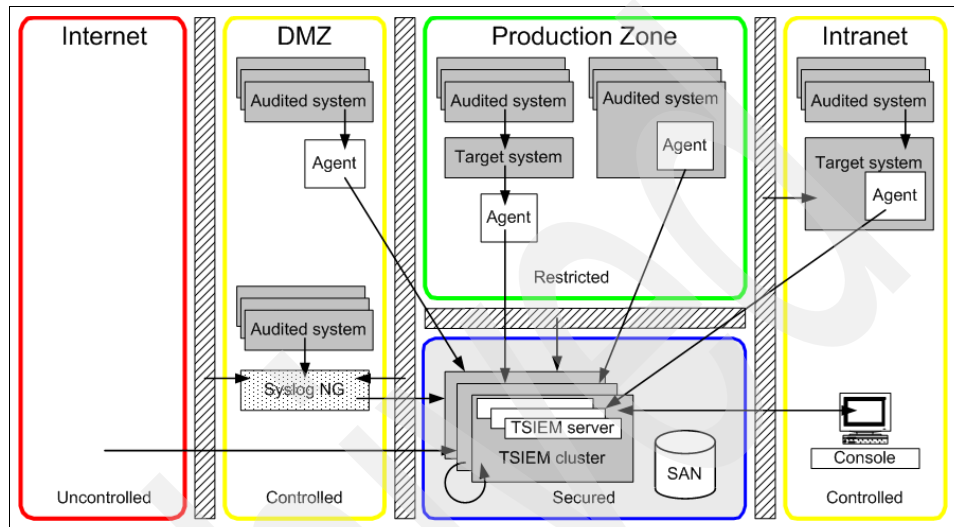 Internet
Uncontrolled
DMZ
Audited system
Agent
Audited system
Syslog NG
Controlled
Production Zone
Audited system
Target system
Agent
Audited system
Agent
Restricted
TSIEM server
TSIEM cluster
SAN
Secured
Intranet
Audited system
Target system
Agent
Console
Controlled